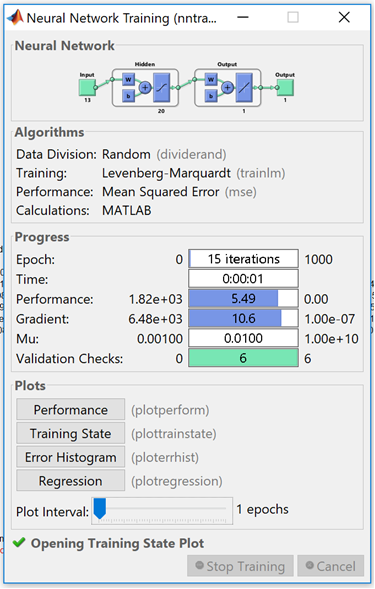 Neural Network Training (nntra...
Neural Network
Hidden Output
Input Output
W W
b b
13 20 1 1
Algorithms
Data Division: Random (dividerand)
Training: Levenberg-Marquardt (trainlm)
Performance: Mean Squared Error (mse)
Calculations: MATLAB
Progress
Epoch: 0 15 iterations 1000
Time: 0:00:01
Performance: 1.82e+03 5.49 0.00
Gradient: 6.48e+03 10.6 1.00e-07
Mu: 0.00100 0.0100 1.00e+10
Validation Checks: 0 6 6
Plots
Performance (plotperform)
Training State (plottrainstate)
Error Histogram (ploterrhist)
Regression (plotregression)
Plot Interval: 1 epochs
Opening Training State Plot
Stop Training Cancel